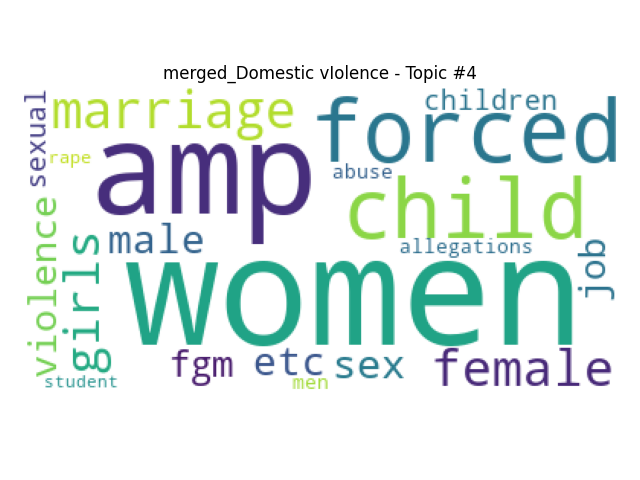 merged_Domestic vIolence - Topic #4
sexual
marriage
forced
children
rape
amp
abuse
child
violence
girls
male
allegations
job
women
fgm
etc
sex
female
student
men